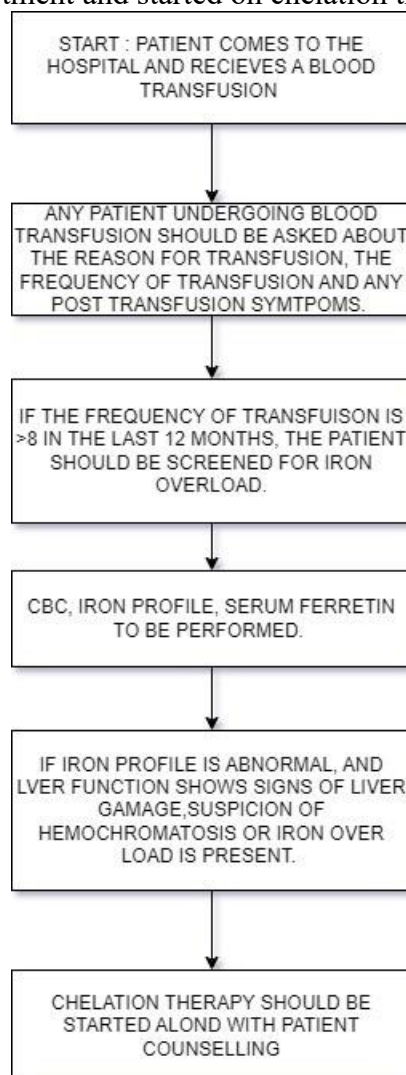 START : PATIENT COMES TO THE
HOSPITAL AND RECIEVES A BLOOD
TRANSFUSION
ANY PATIENT UNDERGOING BLOOD
TRANSFUSION SHOULD BE ASKED ABOUT
THE REASON FOR TRANSFUSION, THE
FREQUENCY OF TRANSFUSION AND ANY
POST TRANSFUSION SYMTPOMS.
IF THE FREQUENCY OF TRANSFUISON IS
>8 IN THE LAST 12 MONTHS, THE PATIENT
SHOULD BE SCREENED FOR IRON
OVERLOAD.
CBC, IRON PROFILE, SERUM FERRETIN
TO BE PERFORMED.
IF IRON PROFILE IS ABNORMAL, AND
LVER FUNCTION SHOWS SIGNS OF LIVER
GAMAGE,SUSPICION OF
HEMOCHROMATOSIS OR IRON OVER
LOAD IS PRESENT.
CHELATION THERAPY SHOULD BE
STARTED ALOND WITH PATIENT
COUNSELLING